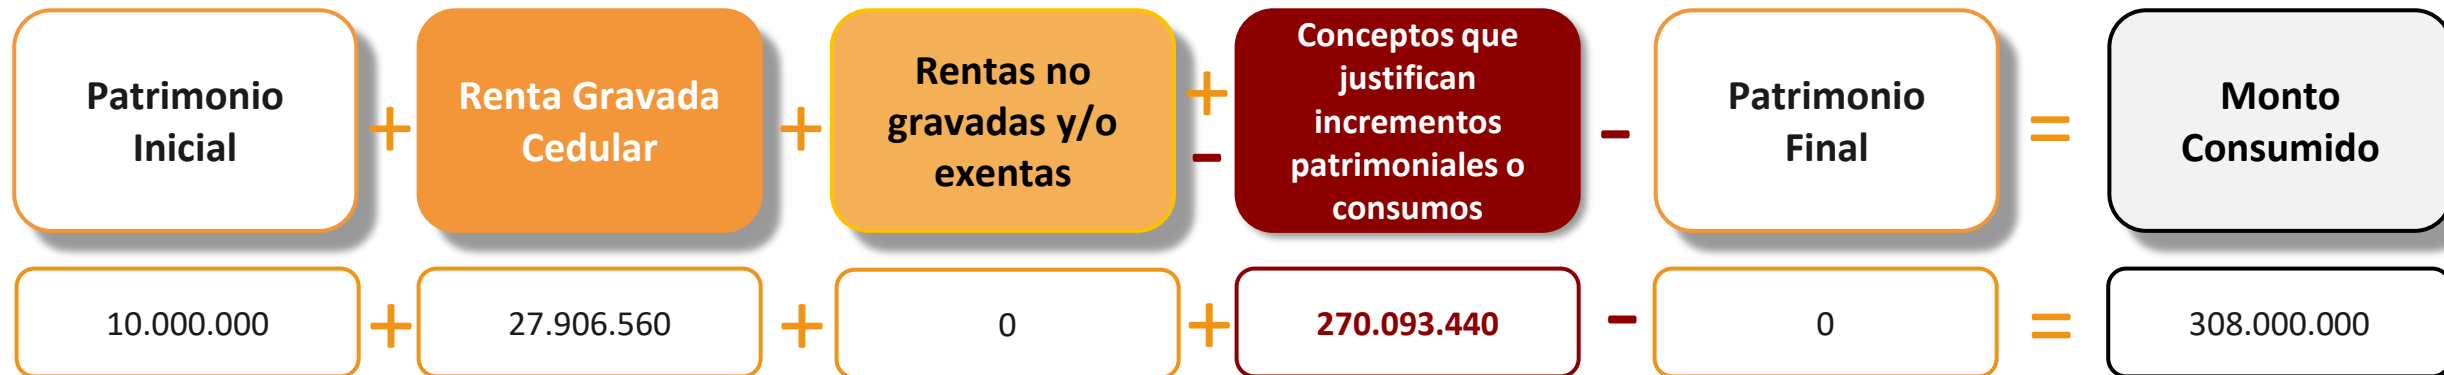 Patrimonio
Inicial
+
Renta Gravada
Cedular
+
Rentas no
gravadas y/o
exentas
+
-
Conceptos que
justifican
incrementos
patrimoniales o
consumos
-
Patrimonio
Final
=
Monto
Consumido
10.000.000 + 27.906.560 + 0 + 270.093.440 - 0 = 308.000.000